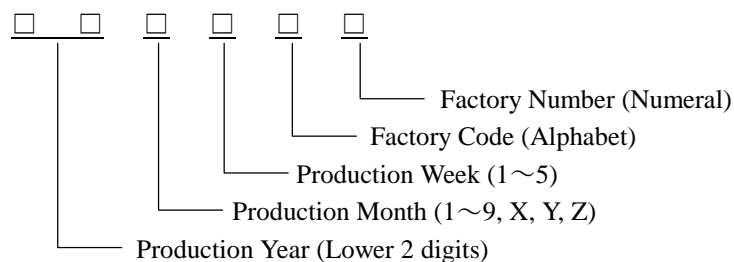 □ □ □ □ □ □
Factory Number (Numeral)
Factory Code (Alphabet)
Production Week (1～5)
Production Month (1～9, X, Y, Z)
Production Year (Lower 2 digits)